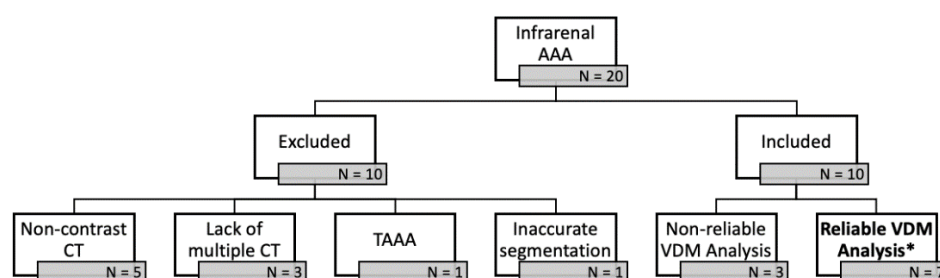 Infrarenal
AAA
N = 20
Excluded
N = 10
Included
N = 10
Non-contrast
CT
N = 5
Lack of
multiple CT
N = 3
TAAA
N = 1
Inaccurate
segmentation
N = 1
Non-reliable
VDM Analysis
N = 3
Reliable VDM
Analysis*
N =